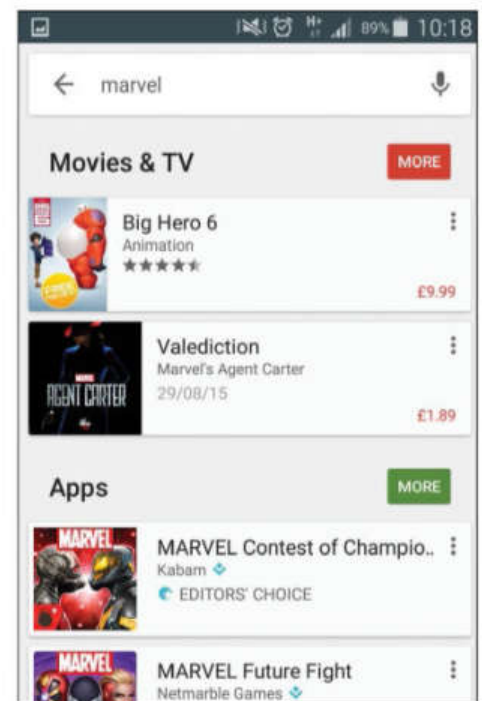 H+
89% 10:18
marvel
Movies & TV
MORE
Big Hero 6
Animation
FREE
£9.99
MARVEL
AGENT CARTER
Valediction
Marvel's Agent Carter
29/08/15
£1.89
Apps
MORE
MARVEL
MARVEL Contest of Champio..
Kabam
EDITORS' CHOICE
MARVEL
MARVEL Future Fight
Netmarble Games